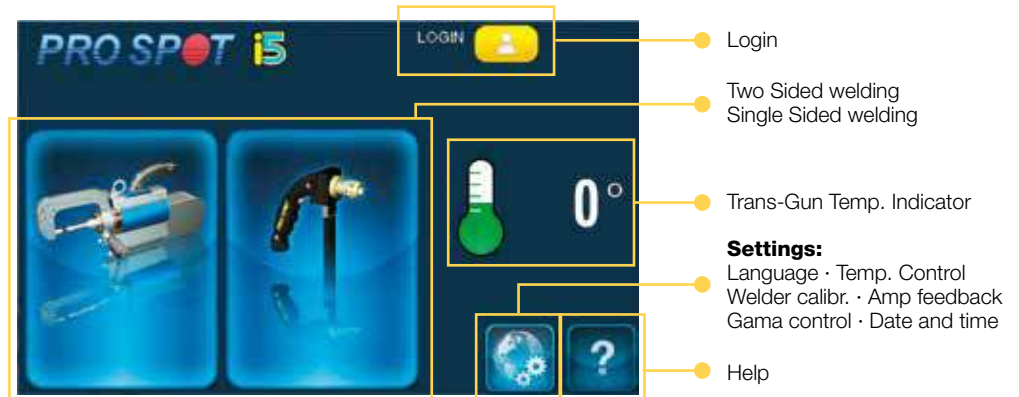 PRO SPOT i5
LOGIN
Login
Two Sided welding
Single Sided welding
0°
Trans-Gun Temp. Indicator
Settings:
Language · Temp. Control
Welder calibr. · Amp feedback
Gama control · Date and time
?
Help